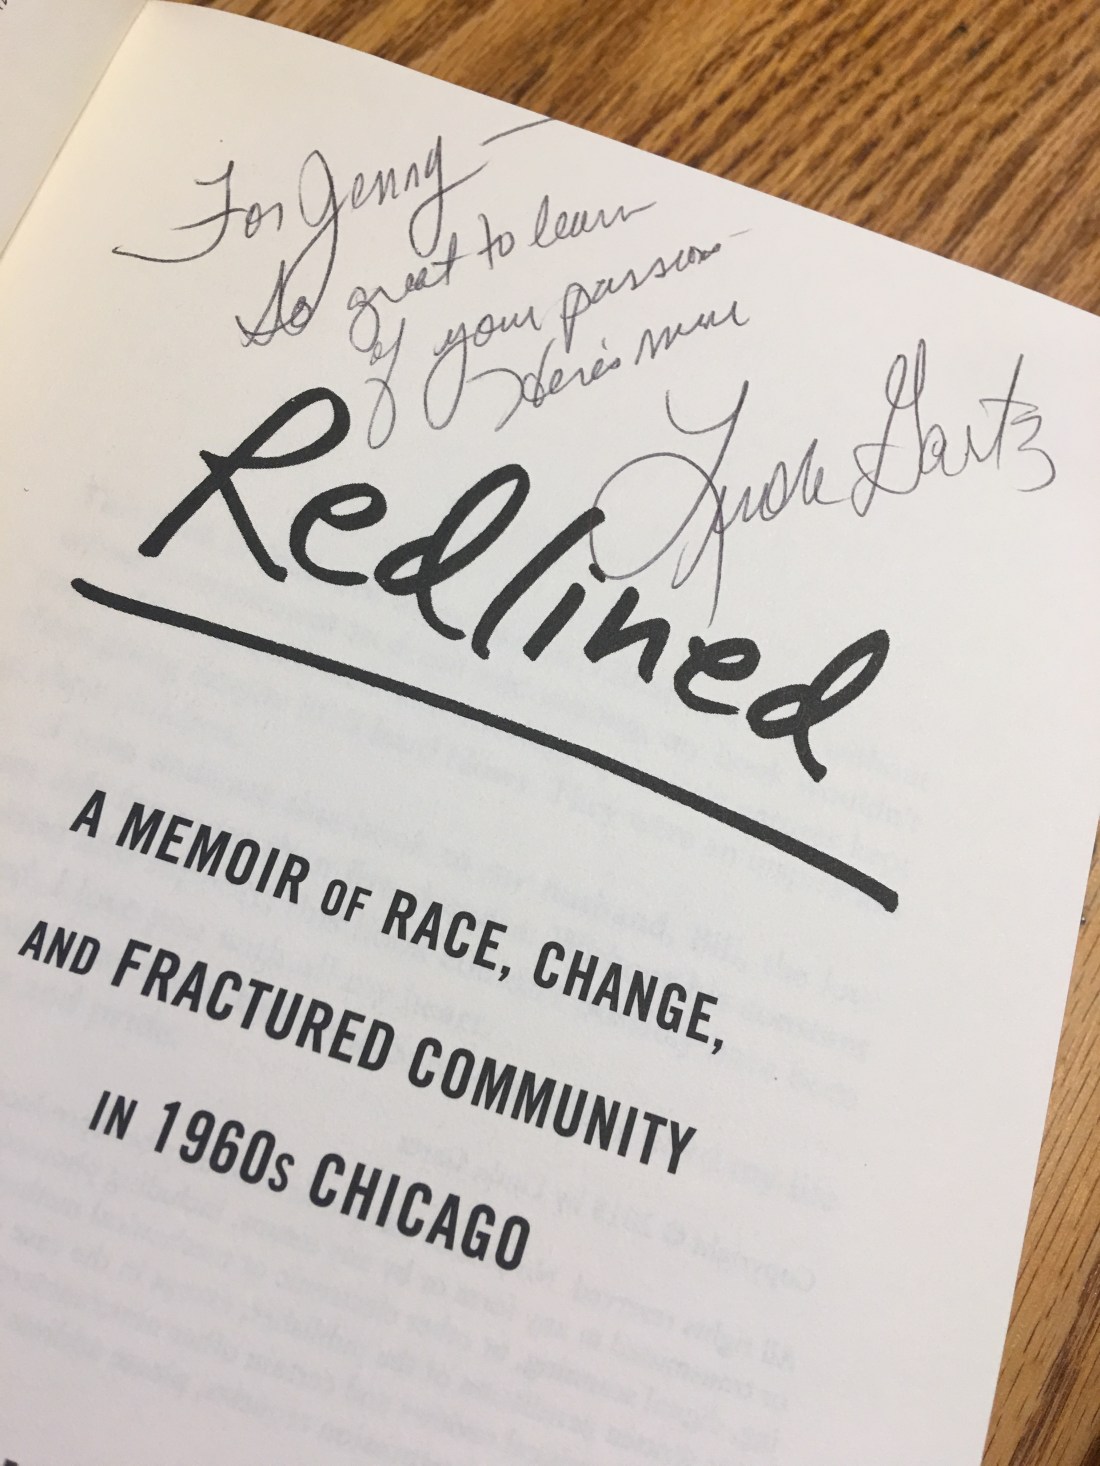 For Jenny —
So great to learn
of your passions—
Here's mine
Linda Gartz
Redlined
A MEMOIR OF RACE, CHANGE,
AND FRACTURED COMMUNITY
IN 1960s CHICAGO